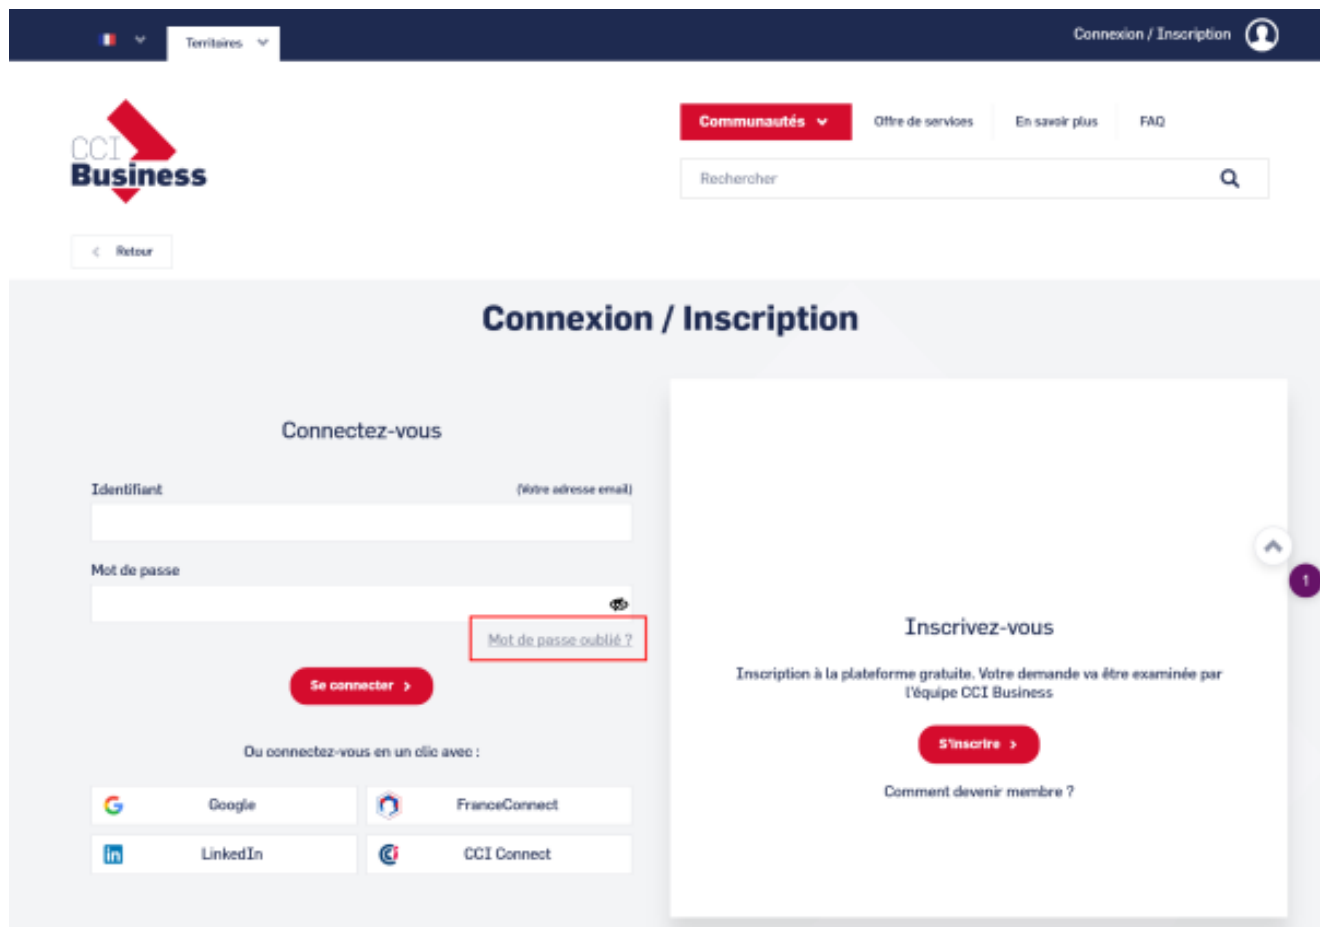 Territoires
Connexion / Inscription
CCI
Business
Communautés
Offre de services
En savoir plus
FAQ
Rechercher
Retour
Connexion / Inscription
Connectez-vous
Identifiant
(Votre adresse email)
Mot de passe
Mot de passe oublié ?
Se connecter
Ou connectez-vous en un clic avec :
Google
FranceConnect
LinkedIn
CCI Connect
Inscrivez-vous
Inscription à la plateforme gratuite. Votre demande va être examinée par
l'équipe CCI Business
S'inscrire
Comment devenir membre ?
1